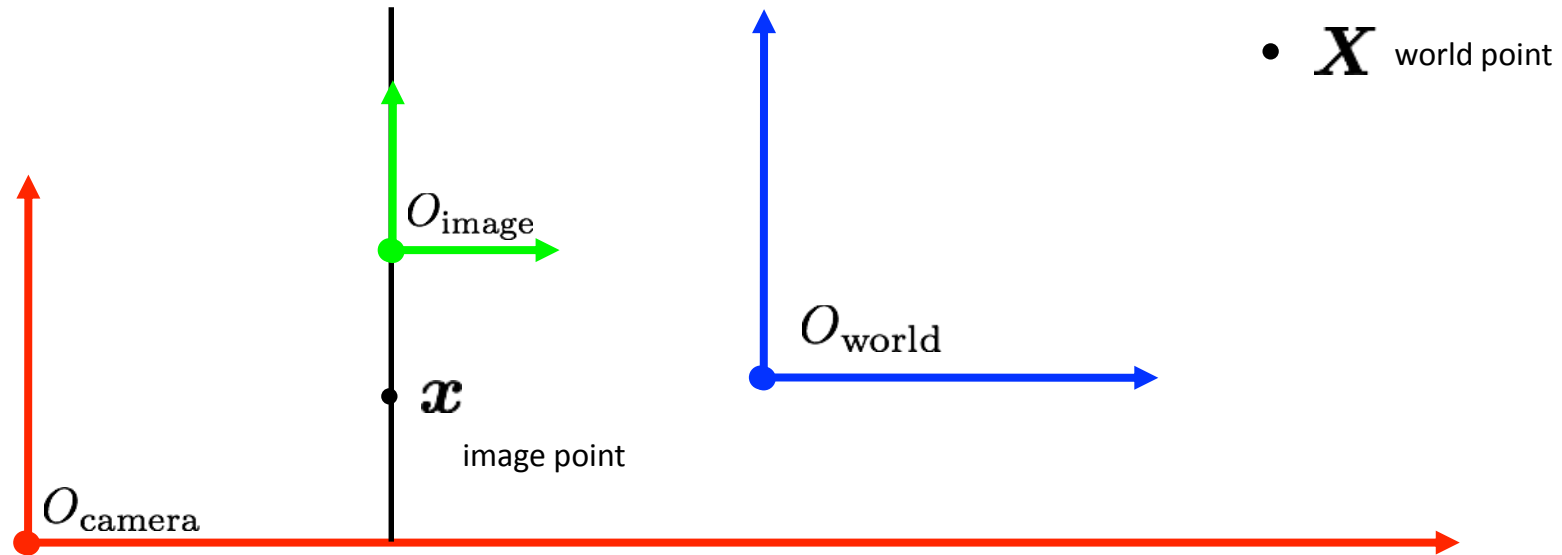 X world point
O_image
O_world
x
image point
O_camera